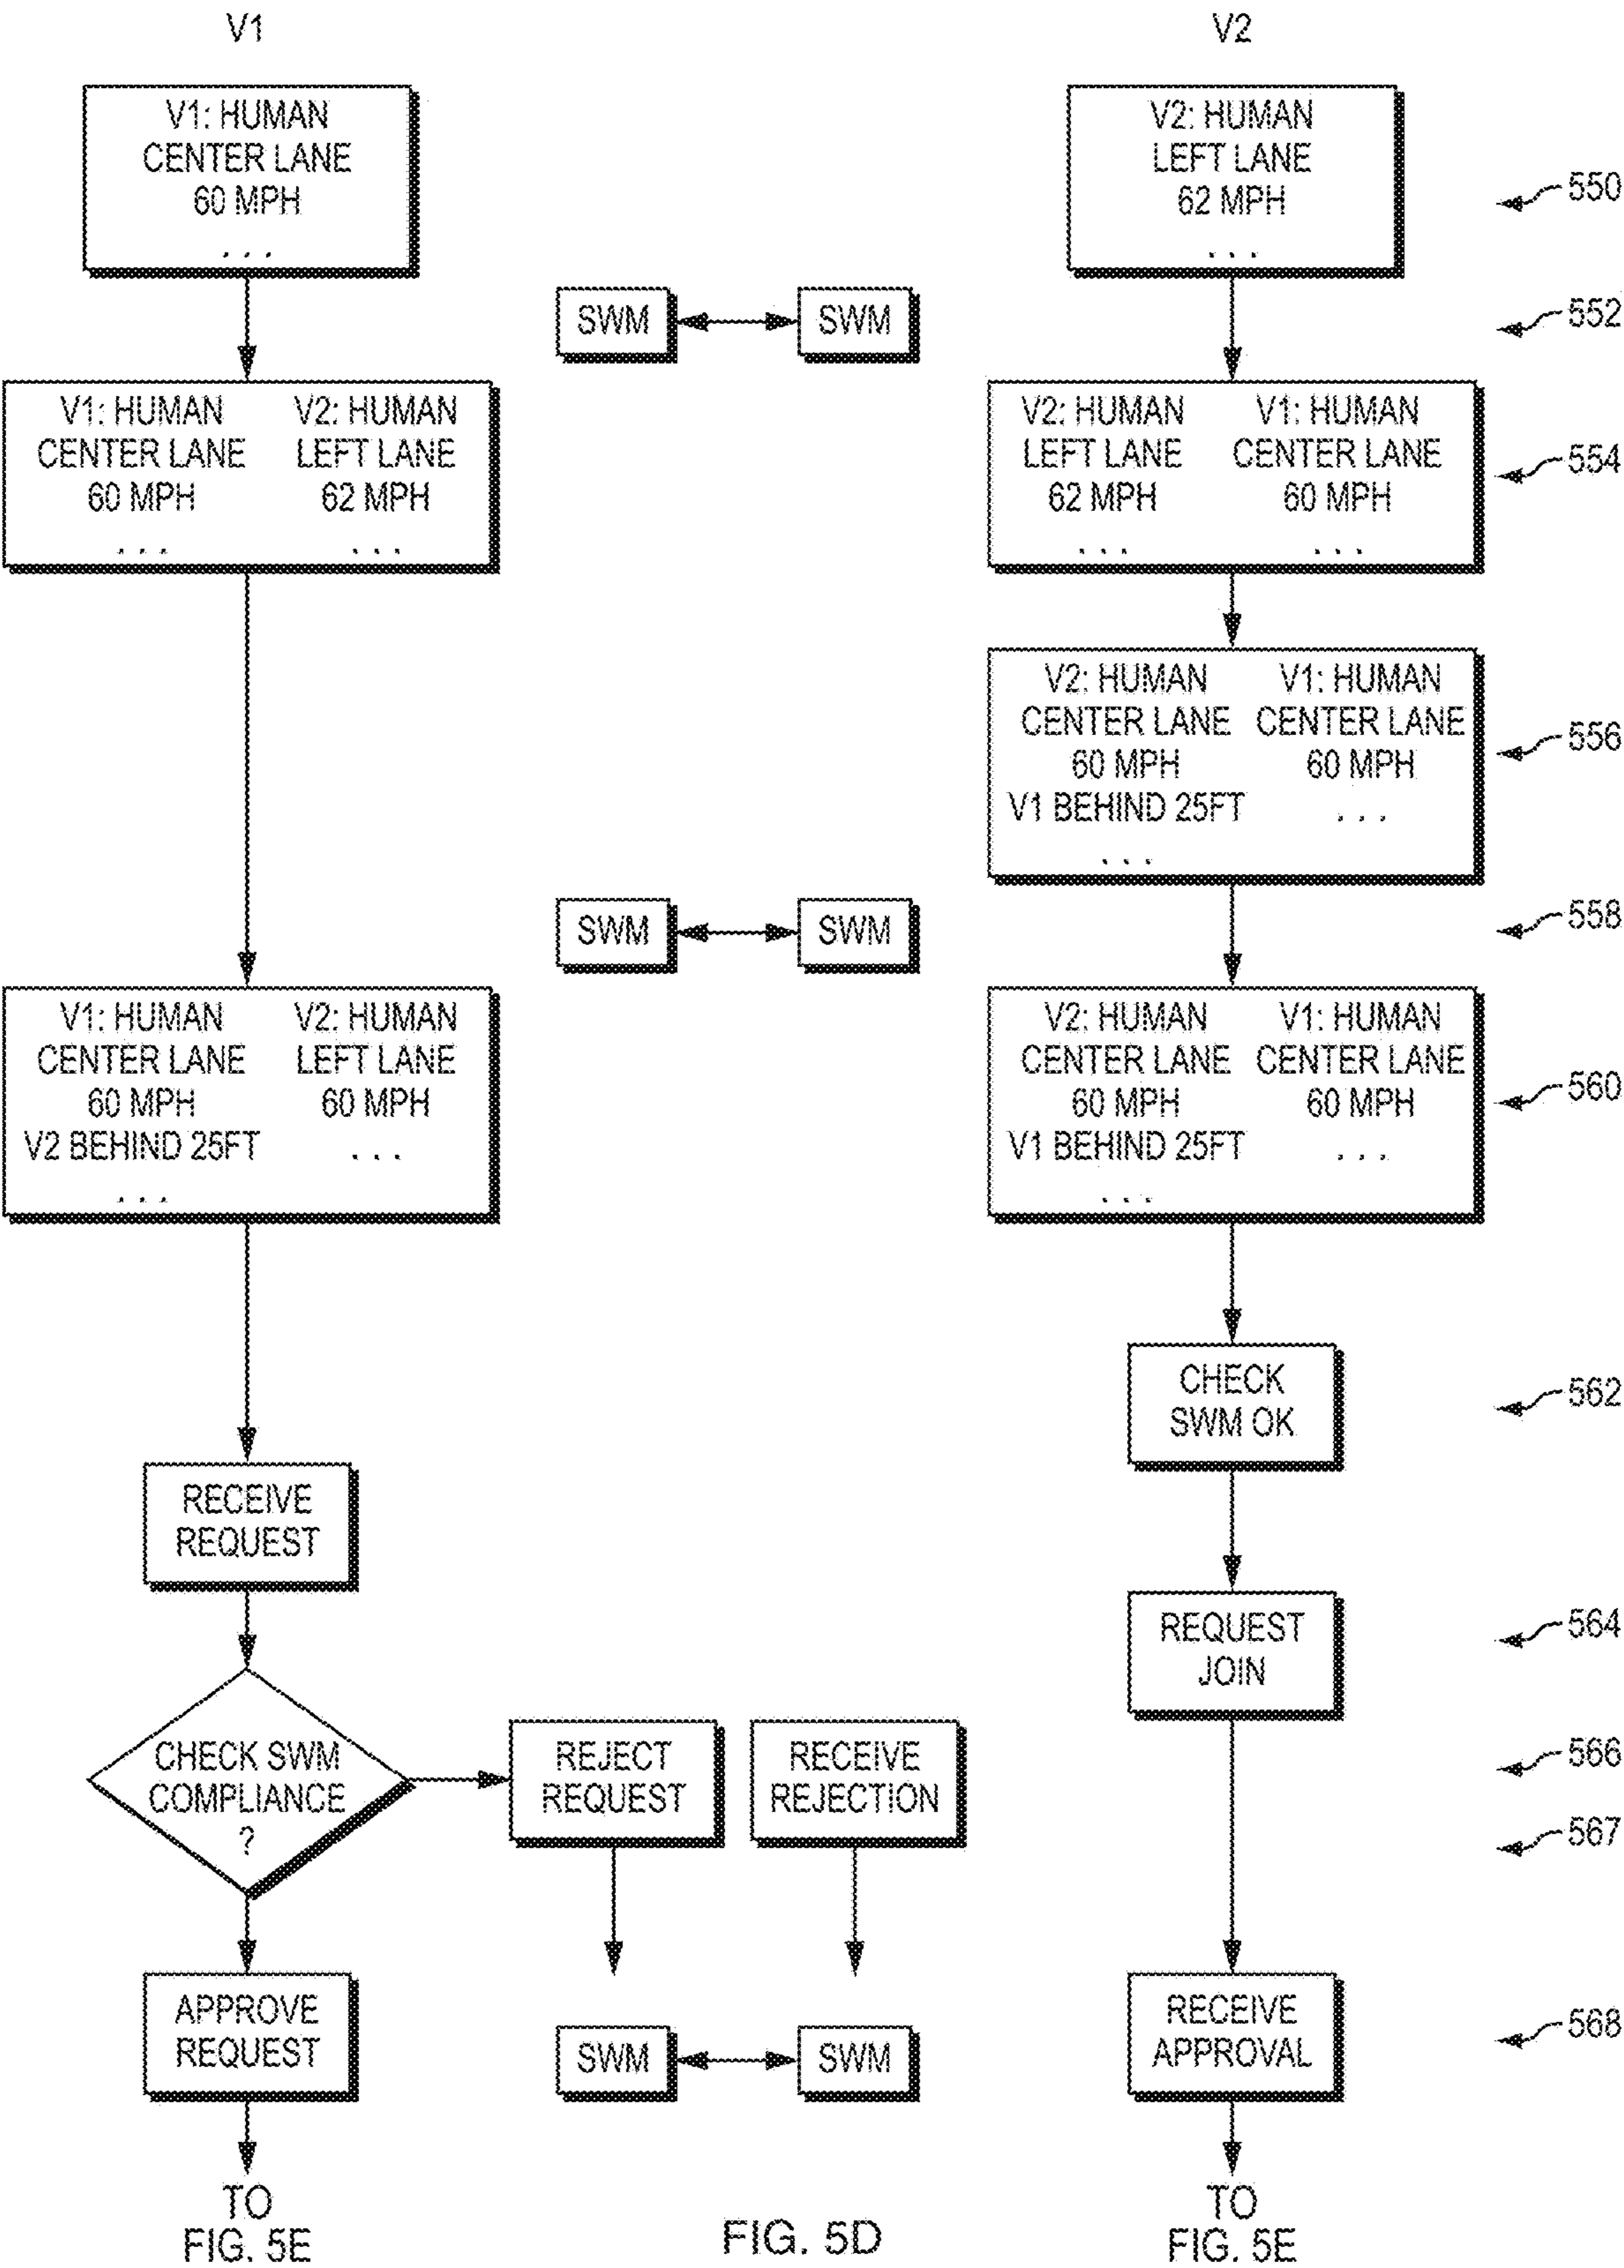 V1
V2
V1: HUMAN
CENTER LANE
60 MPH
. . .
V2: HUMAN
LEFT LANE
62 MPH
. . .
550
SWM
SWM
552
V1: HUMAN
CENTER LANE
60 MPH
. . .
V2: HUMAN
LEFT LANE
62 MPH
. . .
V2: HUMAN
LEFT LANE
62 MPH
. . .
V1: HUMAN
CENTER LANE
60 MPH
. . .
554
V2: HUMAN
CENTER LANE
60 MPH
V1 BEHIND 25FT
. . .
V1: HUMAN
CENTER LANE
60 MPH
. . .
556
SWM
SWM
558
V1: HUMAN
CENTER LANE
60 MPH
V2 BEHIND 25FT
. . .
V2: HUMAN
LEFT LANE
60 MPH
. . .
V2: HUMAN
CENTER LANE
60 MPH
V1 BEHIND 25FT
. . .
V1: HUMAN
CENTER LANE
60 MPH
. . .
560
CHECK
SWM OK
562
RECEIVE
REQUEST
REQUEST
JOIN
564
CHECK SWM
COMPLIANCE
?
REJECT
REQUEST
RECEIVE
REJECTION
566
567
APPROVE
REQUEST
SWM
SWM
RECEIVE
APPROVAL
568
TO
FIG. 5E
FIG. 5D
TO
FIG. 5E